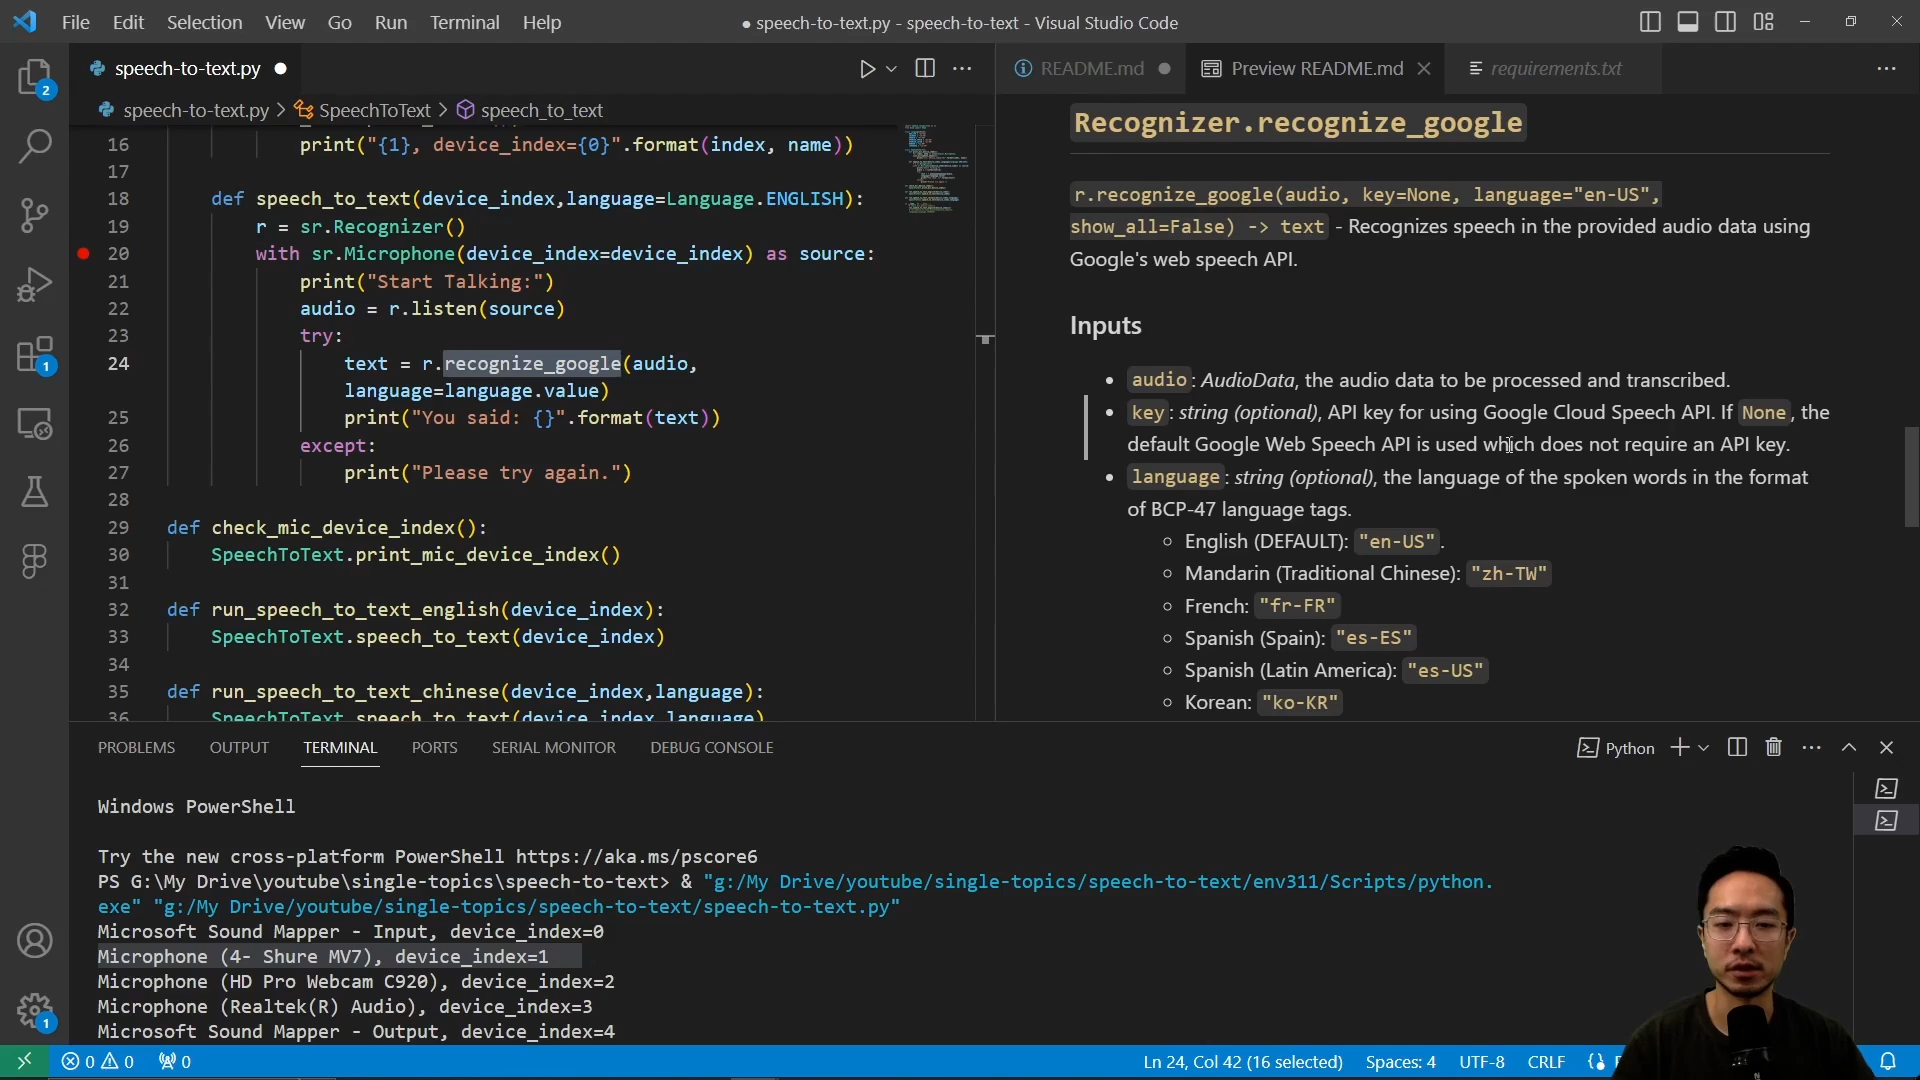 File Edit Selection View Go Run Terminal Help
● speech-to-text.py - speech-to-text - Visual Studio Code
speech-to-text.py
README.md
Preview README.md
requirements.txt
speech-to-text.py > SpeechToText > speech_to_text
16 print("{1}, device_index={0}".format(index, name))
17
18 def speech_to_text(device_index,language=Language.ENGLISH):
19 r = sr.Recognizer()
20 with sr.Microphone(device_index=device_index) as source:
21 print("Start Talking:")
22 audio = r.listen(source)
23 try:
24 text = r.recognize_google(audio,
language=language.value)
25 print("You said: {}".format(text))
26 except:
27 print("Please try again.")
28
29 def check_mic_device_index():
30 SpeechToText.print_mic_device_index()
31
32 def run_speech_to_text_english(device_index):
33 SpeechToText.speech_to_text(device_index)
34
35 def run_speech_to_text_chinese(device_index,language):
36 SpeechToText.speech_to_text(device_index,language)
Recognizer.recognize_google
r.recognize_google(audio, key=None, language="en-US",
show_all=False) -> text - Recognizes speech in the provided audio data using
Google's web speech API.
Inputs
• audio: AudioData, the audio data to be processed and transcribed.
• key: string (optional), API key for using Google Cloud Speech API. If None, the
default Google Web Speech API is used which does not require an API key.
• language: string (optional), the language of the spoken words in the format
of BCP-47 language tags.
English (DEFAULT): "en-US".
Mandarin (Traditional Chinese): "zh-TW"
French: "fr-FR"
Spanish (Spain): "es-ES"
Spanish (Latin America): "es-US"
Korean: "ko-KR"
2
1
1
PROBLEMS OUTPUT TERMINAL PORTS SERIAL MONITOR DEBUG CONSOLE
Python
Windows PowerShell
Try the new cross-platform PowerShell https://aka.ms/pscore6
PS G:\My Drive\youtube\single-topics\speech-to-text> & "g:/My Drive/youtube/single-topics/speech-to-text/env311/Scripts/python.
exe" "g:/My Drive/youtube/single-topics/speech-to-text/speech-to-text.py"
Microsoft Sound Mapper - Input, device_index=0
Microphone (4- Shure MV7), device_index=1
Microphone (HD Pro Webcam C920), device_index=2
Microphone (Realtek(R) Audio), device_index=3
Microsoft Sound Mapper - Output, device_index=4
0 0 0
Ln 24, Col 42 (16 selected) Spaces: 4 UTF-8 CRLF